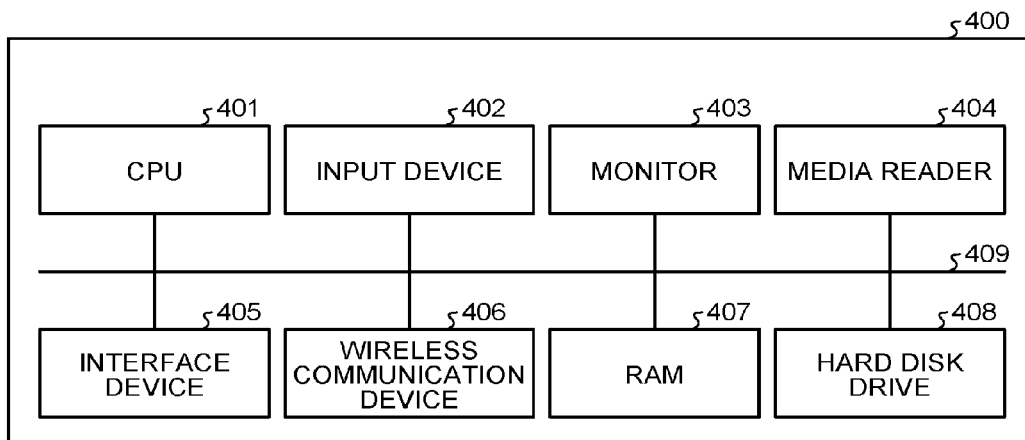 400
401
402
403
404
CPU
INPUT DEVICE
MONITOR
MEDIA READER
409
405
406
407
408
INTERFACE
DEVICE
WIRELESS
COMMUNICATION
DEVICE
RAM
HARD DISK
DRIVE